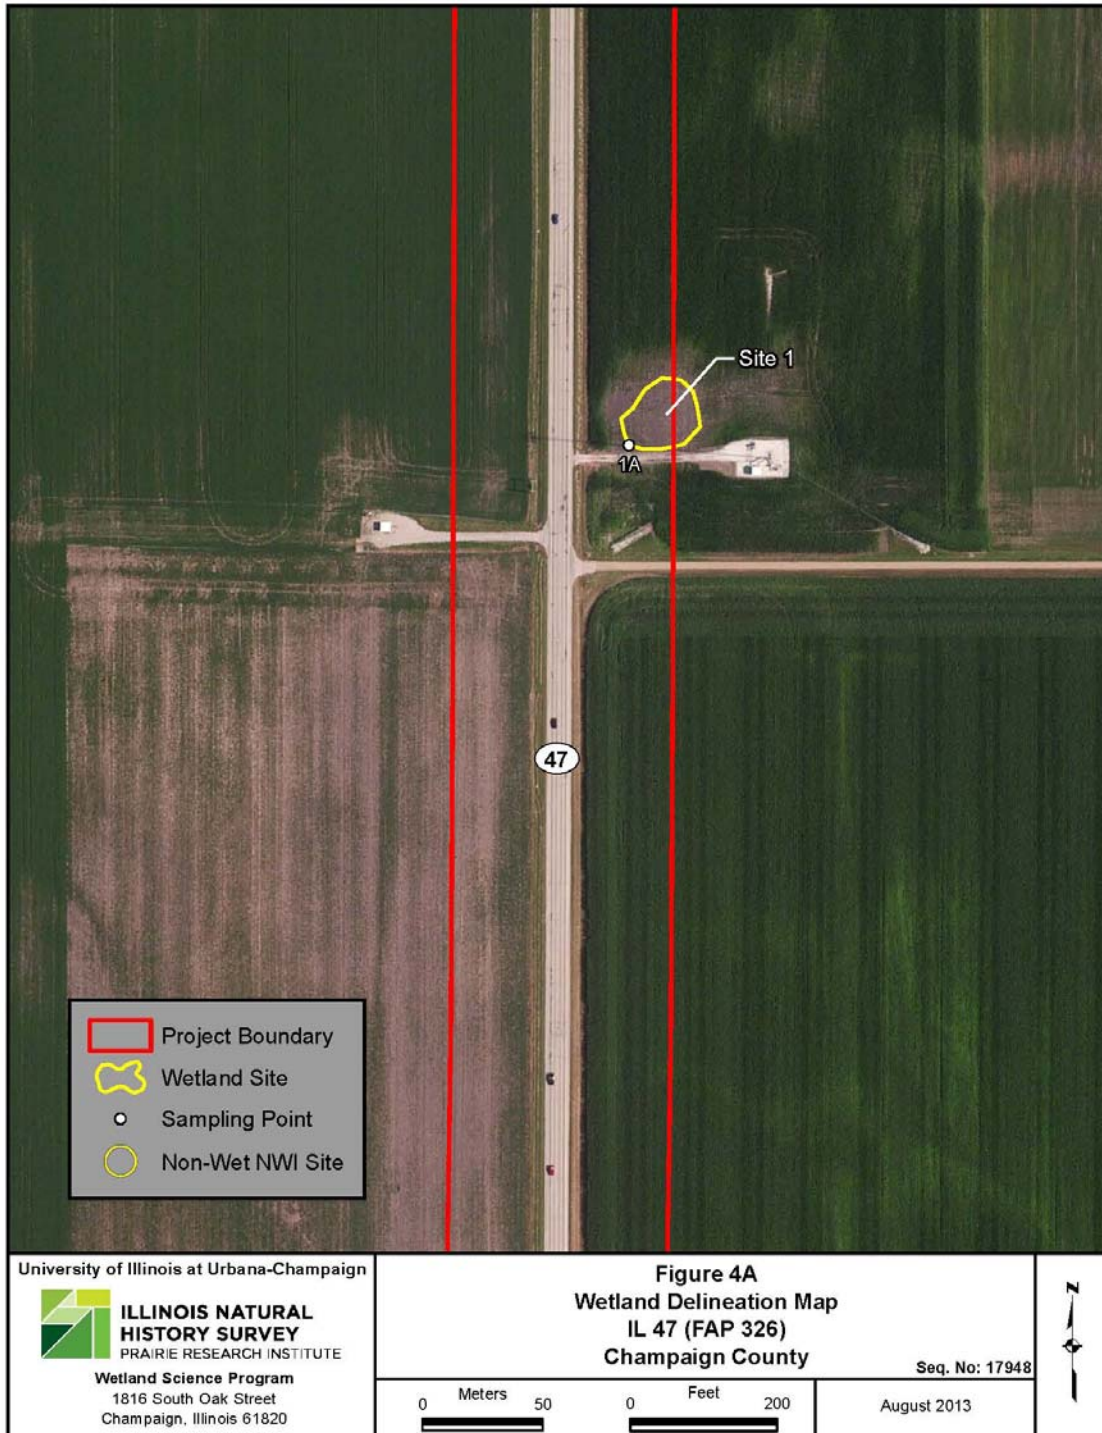 Site 1
1A
47
Project Boundary
Wetland Site
Sampling Point
Non-Wet NWI Site
University of Illinois at Urbana-Champaign
ILLINOIS NATURAL
HISTORY SURVEY
PRAIRIE RESEARCH INSTITUTE
Wetland Science Program
1816 South Oak Street
Champaign, Illinois 61820
Figure 4A
Wetland Delineation Map
IL 47 (FAP 326)
Champaign County
Seq. No: 17948
Meters
0 50
Feet
0 200
August 2013
N